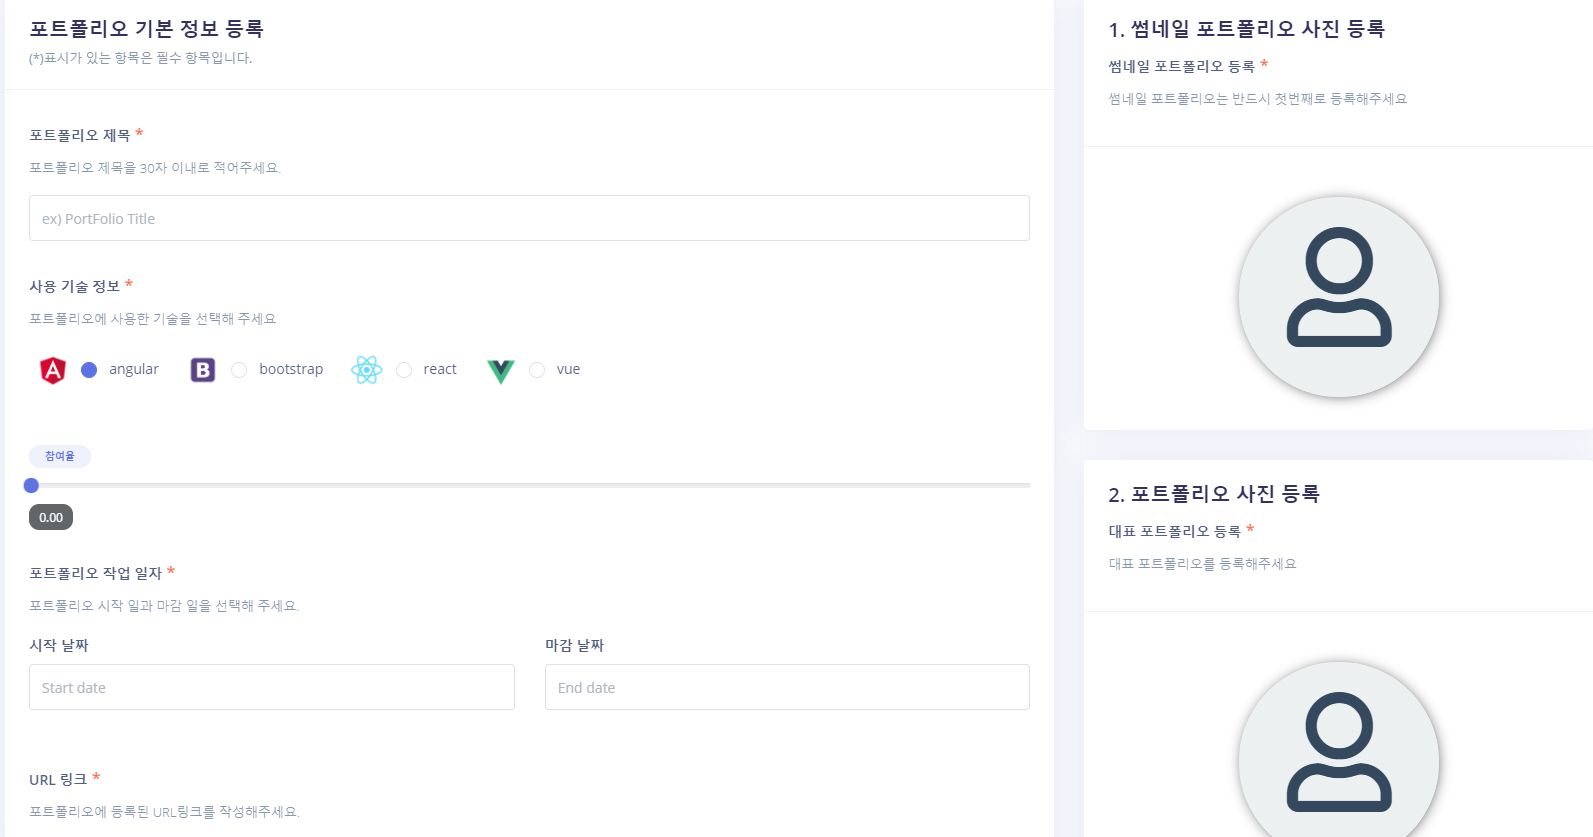 포트폴리오 기본 정보 등록
(*)표시가 있는 항목은 필수 항목입니다.
포트폴리오 제목 *
포트폴리오 제목을 30자 이내로 적어주세요.
ex) PortFolio Title
사용 기술 정보 *
포트폴리오에 사용한 기술을 선택해 주세요
A angular B bootstrap react vue
참여율
0.00
포트폴리오 작업 일자 *
포트폴리오 시작 일과 마감 일을 선택해 주세요.
시작 날짜 마감 날짜
Start date End date
URL 링크 *
포트폴리오에 등록된 URL링크를 작성해주세요.
1. 썸네일 포트폴리오 사진 등록
썸네일 포트폴리오 등록 *
썸네일 포트폴리오는 반드시 첫번째로 등록해주세요
2. 포트폴리오 사진 등록
대표 포트폴리오 등록 *
대표 포트폴리오를 등록해주세요